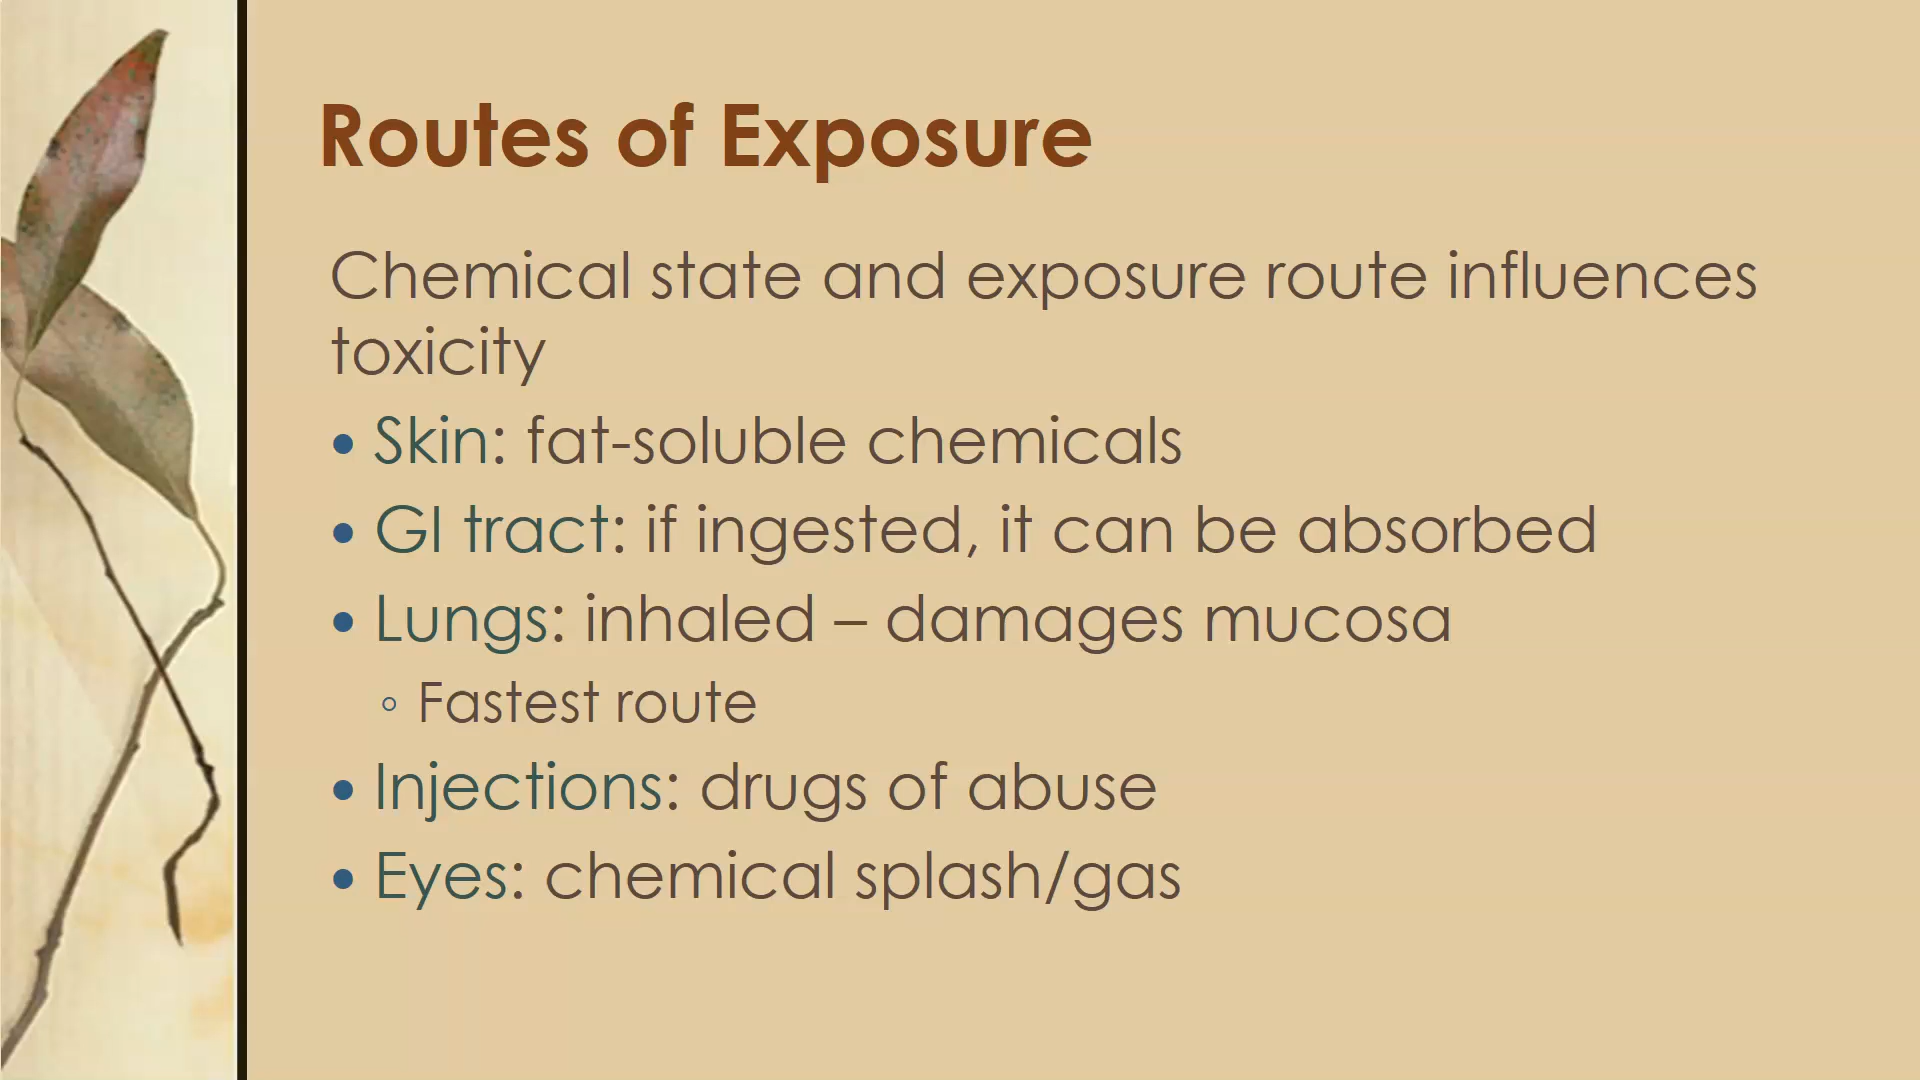 Routes of Exposure
Chemical state and exposure route influences
toxicity
• Skin: fat-soluble chemicals
• GI tract: if ingested, it can be absorbed
• Lungs: inhaled – damages mucosa
◦ Fastest route
• Injections: drugs of abuse
• Eyes: chemical splash/gas